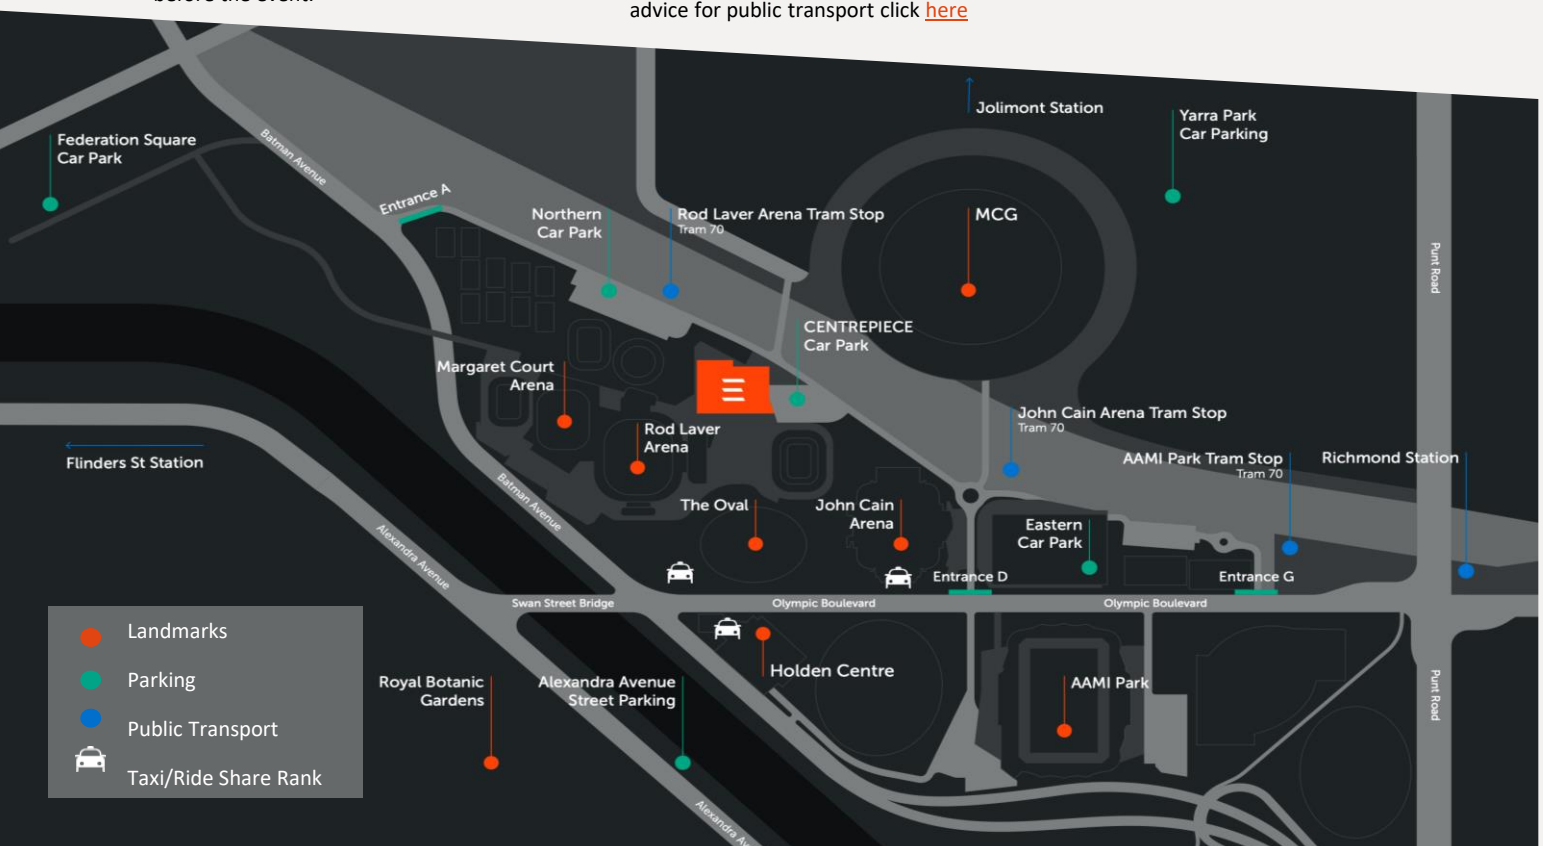 before the event.
advice for public transport click here
Jolimont Station
Yarra Park
Car Parking
Federation Square
Car Park
Batman Avenue
Entrance A
Northern
Car Park
Rod Laver Arena Tram Stop
Tram 70
MCG
Punt Road
CENTREPIECE
Car Park
Margaret Court
Arena
Rod Laver
Arena
John Cain Arena Tram Stop
Tram 70
AAMI Park Tram Stop
Tram 70
Richmond Station
Flinders St Station
Batman Avenue
The Oval
John Cain
Arena
Eastern
Car Park
Alexandra Avenue
Entrance D
Entrance G
Swan Street Bridge
Olympic Boulevard
Olympic Boulevard
Landmarks
Parking
Public Transport
Taxi/Ride Share Rank
Royal Botanic
Gardens
Alexandra Avenue
Street Parking
Holden Centre
AAMI Park
Punt Road
Alexandra Av